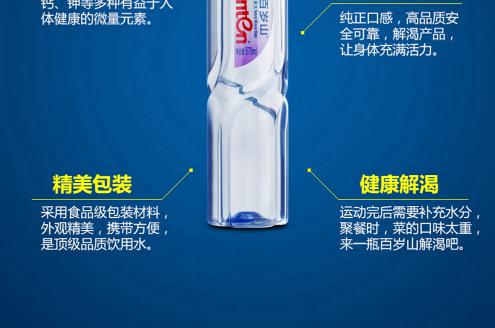 钙、钾等多种有益于人
体健康的微量元素。
纯正口感，高品质安
全可靠，解渴产品，
让身体充满活力。
百岁山
570ml
精美包装
采用食品级包装材料，
外观精美，携带方便，
是顶级品质饮用水。
健康解渴
运动完后需要补充水分，
聚餐时，菜的口味太重，
来一瓶百岁山解渴吧。